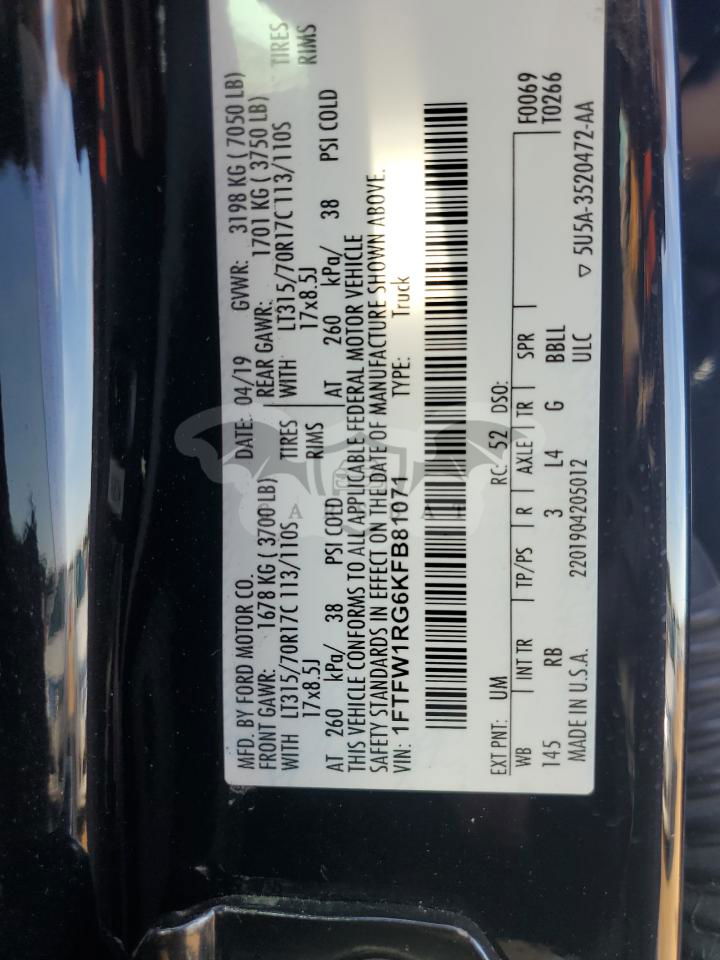 MFD. BY FORD MOTOR CO. DATE: 04/19 GVWR: 3198 KG ( 7050 LB)
FRONT GAWR: 1678 KG ( 3700 LB) REAR GAWR: 1701 KG ( 3750 LB)
WITH LT315/70R17C 113/110S TIRES WITH LT315/70R17C 113/110S TIRES
17x8.5J RIMS 17x8.5J RIMS
AT 260 kPa/ 38 PSI COLD AT 260 kPa/ 38 PSI COLD
THIS VEHICLE CONFORMS TO ALL APPLICABLE FEDERAL MOTOR VEHICLE
SAFETY STANDARDS IN EFFECT ON THE DATE OF MANUFACTURE SHOWN ABOVE.
VIN: 1FTFW1RG6KFB81071 TYPE: Truck
EXT PNT: UM RC: 52 DSO:
WB INT TR TP/PS R AXLE TR SPR F0069
145 RB 3 L4 G BBLL T0266
MADE IN U.S.A. 2201904205012 ULC ▽ 5U5A-3520472-AA